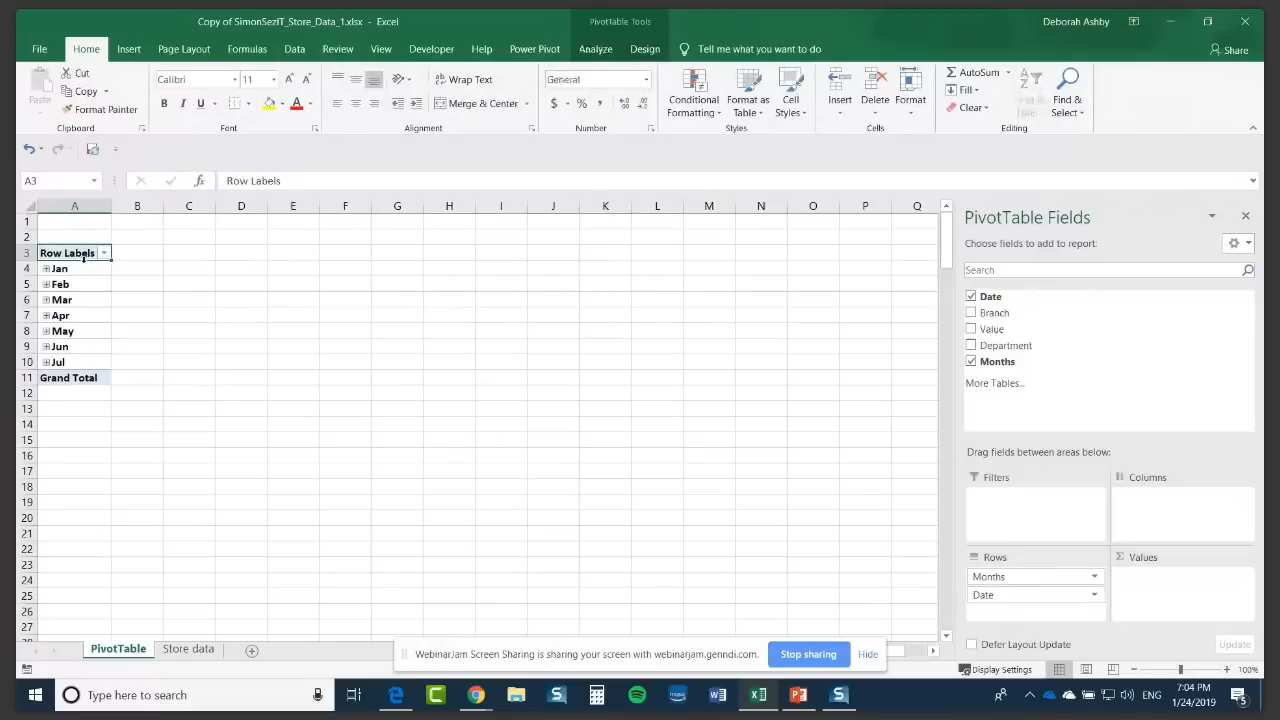 Copy of SimonSezIT_Store_Data_1.xlsx - Excel
PivotTable Tools
Deborah Ashby
File Home Insert Page Layout Formulas Data Review View Developer Help Power Pivot Analyze Design Tell me what you want to do Share
Paste
Cut
Copy
Format Painter
Clipboard
Calibri 11
B I U
Font
Wrap Text
Merge & Center
Alignment
General
$ % ,
Number
Conditional Formatting
Format as Table
Cell Styles
Styles
Insert
Delete
Format
Cells
AutoSum
Fill
Clear
Find & Select
Editing
A3 fx Row Labels
A B C D E F G H I J K L M N O P Q
1
2
3 Row Labels
4 Jan
5 Feb
6 Mar
7 Apr
8 May
9 Jun
10 Jul
11 Grand Total
12
13
14
15
16
17
18
19
20
21
22
23
24
25
26
27
PivotTable Fields
Choose fields to add to report:
Search
Date
Branch
Value
Department
Months
More Tables...
Drag fields between areas below:
Filters
Columns
Rows
Σ Values
Months
Date
Defer Layout Update
Update
PivotTable Store data
WebinarJam Screen Sharing is sharing your screen with webinarjam.genndi.com.
Stop sharing
Hide
Display Settings
100%
Type here to search
music
ENG
7:04 PM
1/24/2019
5